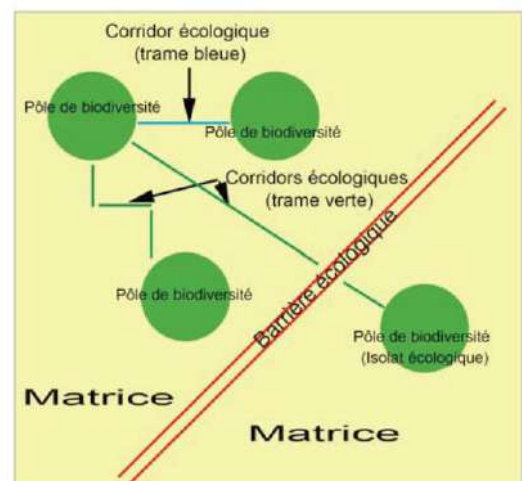 Corridor écologique
(trame bleue)
Pôle de biodiversité
Pôle de biodiversité
Corridors écologiques
(trame verte)
Pôle de biodiversité
Barrière écologique
Pôle de biodiversité
(Isolat écologique)
Matrice
Matrice